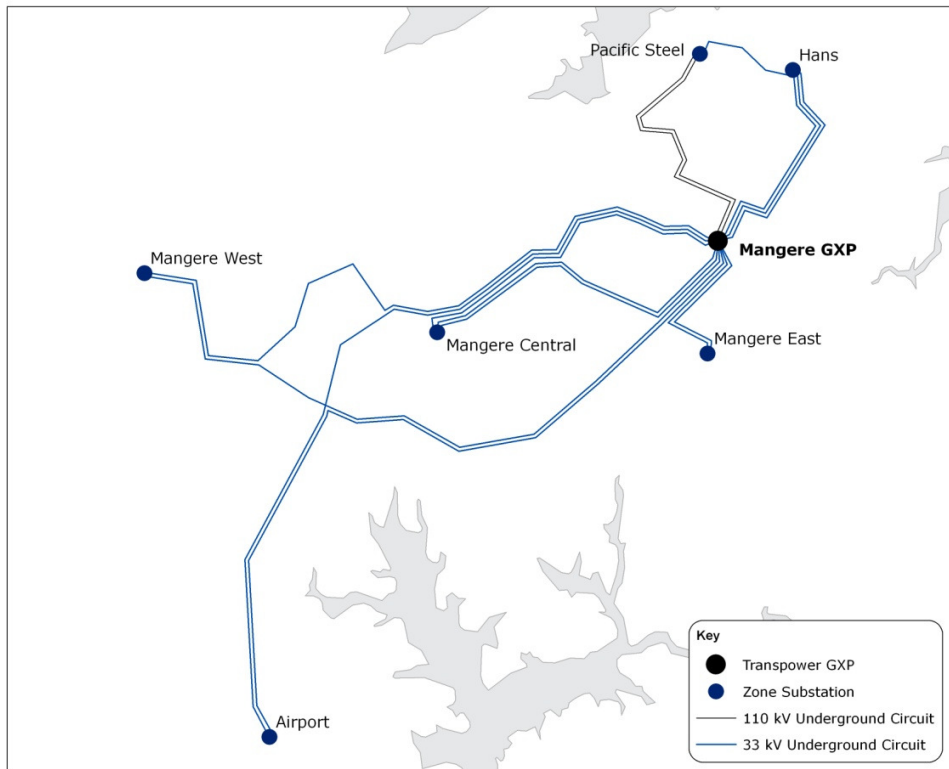 Pacific Steel
Hans
Mangere GXP
Mangere West
Mangere Central
Mangere East
Airport
Key
Transpower GXP
Zone Substation
110 kV Underground Circuit
33 kV Underground Circuit